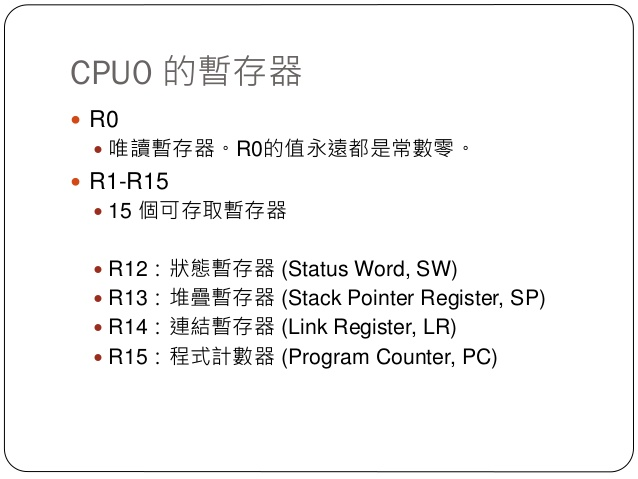 CPU0 的暫存器
R0
唯讀暫存器。R0的值永遠都是常數零。
R1-R15
15 個可存取暫存器
R12：狀態暫存器 (Status Word, SW)
R13：堆疊暫存器 (Stack Pointer Register, SP)
R14：連結暫存器 (Link Register, LR)
R15：程式計數器 (Program Counter, PC)